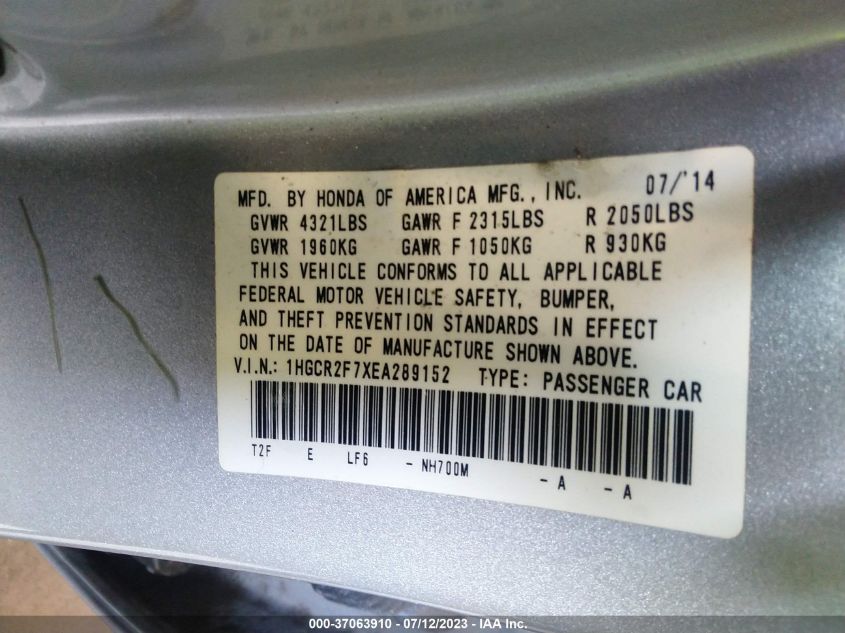 MFD. BY HONDA OF AMERICA MFG., INC. 07/'14
GVWR 4321LBS GAWR F 2315LBS R 2050LBS
GVWR 1960KG GAWR F 1050KG R 930KG
THIS VEHICLE CONFORMS TO ALL APPLICABLE
FEDERAL MOTOR VEHICLE SAFETY, BUMPER,
AND THEFT PREVENTION STANDARDS IN EFFECT
ON THE DATE OF MANUFACTURE SHOWN ABOVE.
V.I.N.: 1HGCR2F7XEA289152 TYPE: PASSENGER CAR
T2F E LF6 - NH700M - A - A
000-37063910 - 07/12/2023 - IAA Inc.